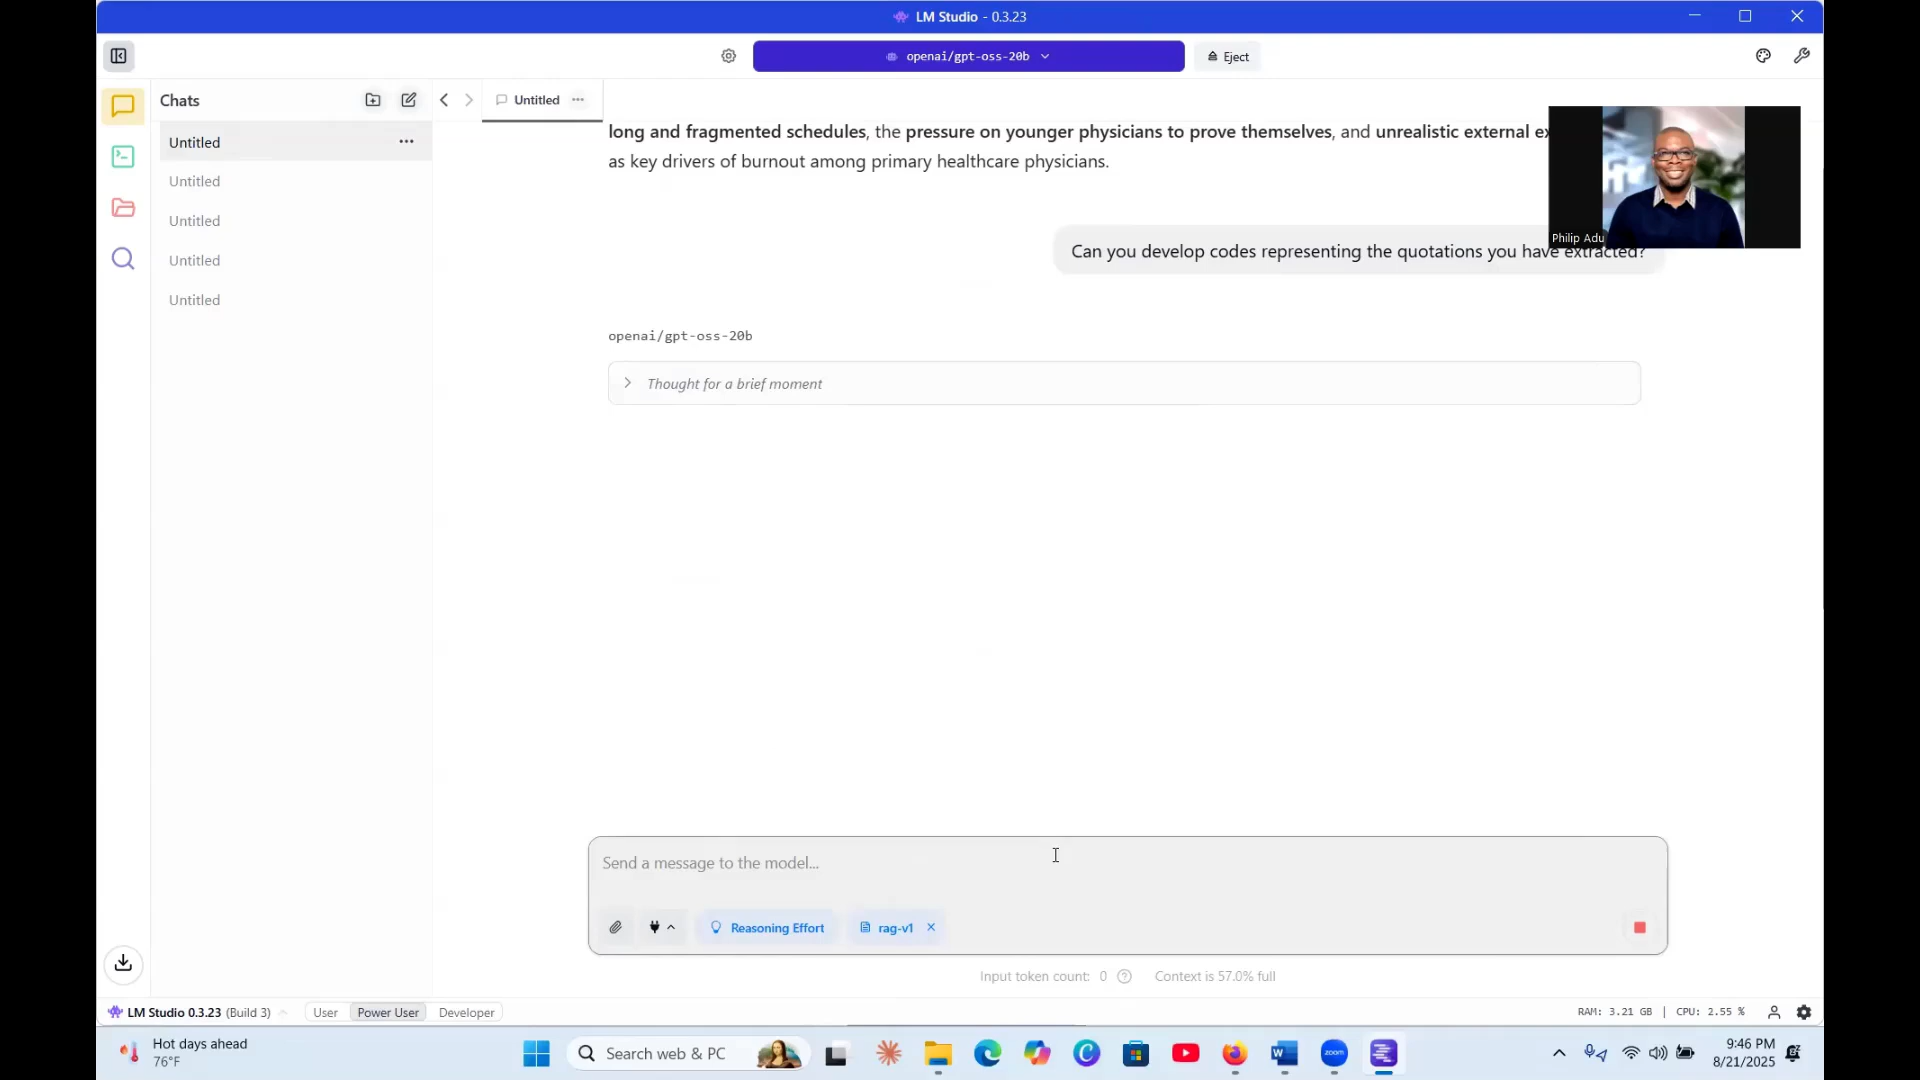 LM Studio - 0.3.23
openai/gpt-oss-20b
Eject
Chats
Untitled
Untitled
Untitled
Untitled
Untitled
Untitled
long and fragmented schedules, the pressure on younger physicians to prove themselves, and unrealistic external ex
as key drivers of burnout among primary healthcare physicians.
Philip Adu
Can you develop codes representing the quotations you have extracted?
openai/gpt-oss-20b
Thought for a brief moment
Send a message to the model...
Reasoning Effort
rag-v1
Input token count: 0
Context is 57.0% full
LM Studio 0.3.23 (Build 3)
User
Power User
Developer
RAM: 3.21 GB | CPU: 2.55 %
Hot days ahead
76°F
Search web & PC
zoom
9:46 PM
8/21/2025